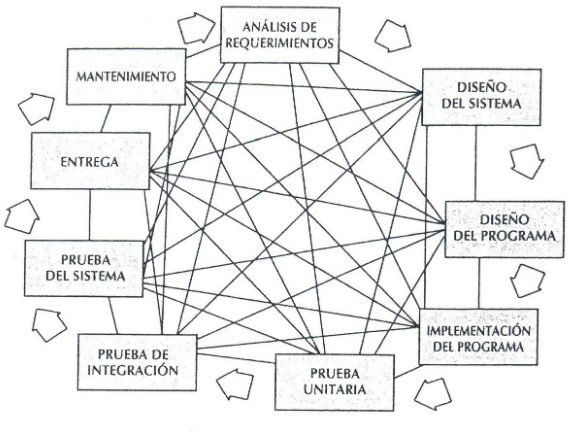 ANÁLISIS DE
REQUERIMIENTOS
MANTENIMIENTO
DISEÑO
DEL SISTEMA
ENTREGA
DISEÑO
DEL PROGRAMA
PRUEBA
DEL SISTEMA
IMPLEMENTACIÓN
DEL PROGRAMA
PRUEBA DE
INTEGRACIÓN
PRUEBA
UNITARIA